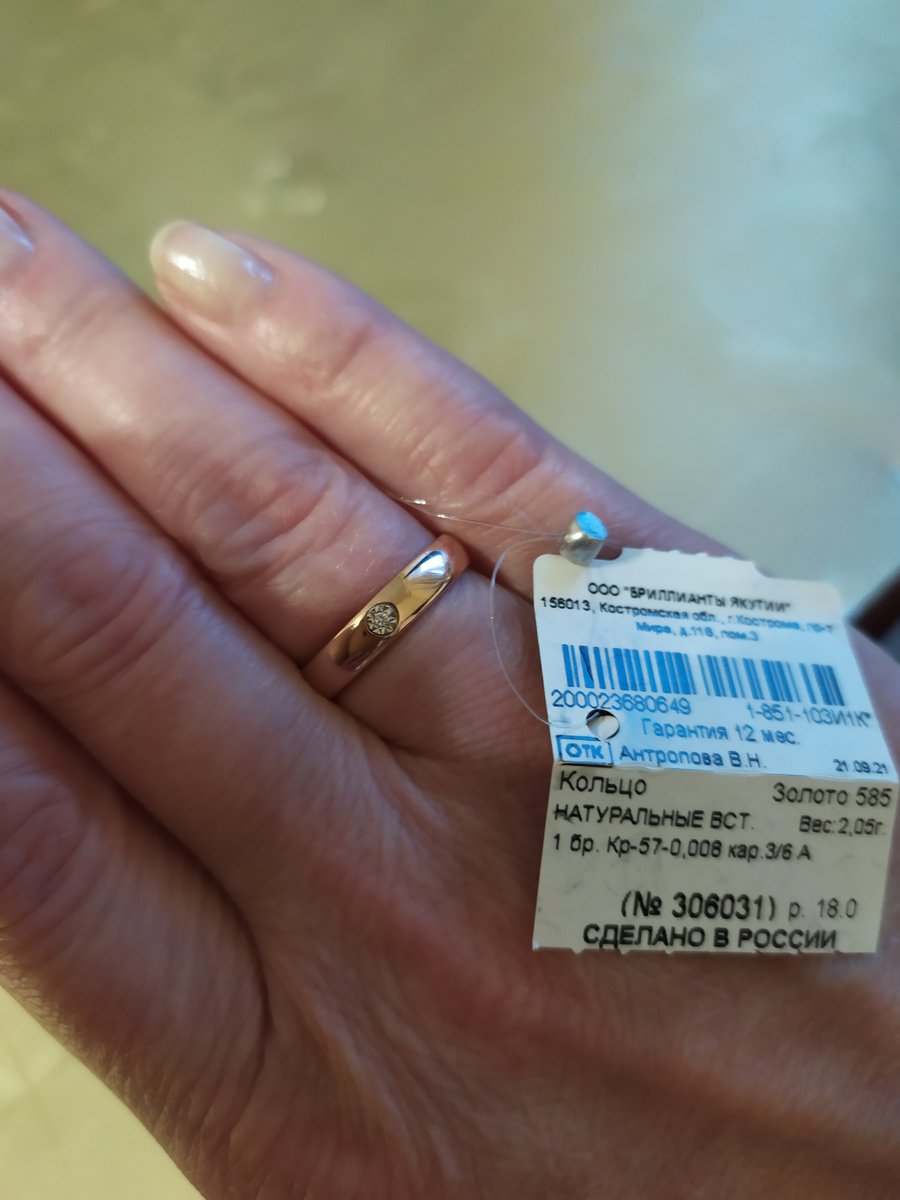 ООО "БРИЛЛИАНТЫ ЯКУТИИ"
156013, Костромская обл., г.Кострома, пр-т
Мира, д.118, пом.3
200023680649 1-851-103И1К*
Гарантия 12 мес.
ОТК Антропова В.Н. 21.09.21
Кольцо Золото 585
НАТУРАЛЬНЫЕ ВСТ. Вес:2,05г.
1 бр. Кр-57-0,008 кар.3/6 А
(№ 306031) р. 18.0
СДЕЛАНО В РОССИИ